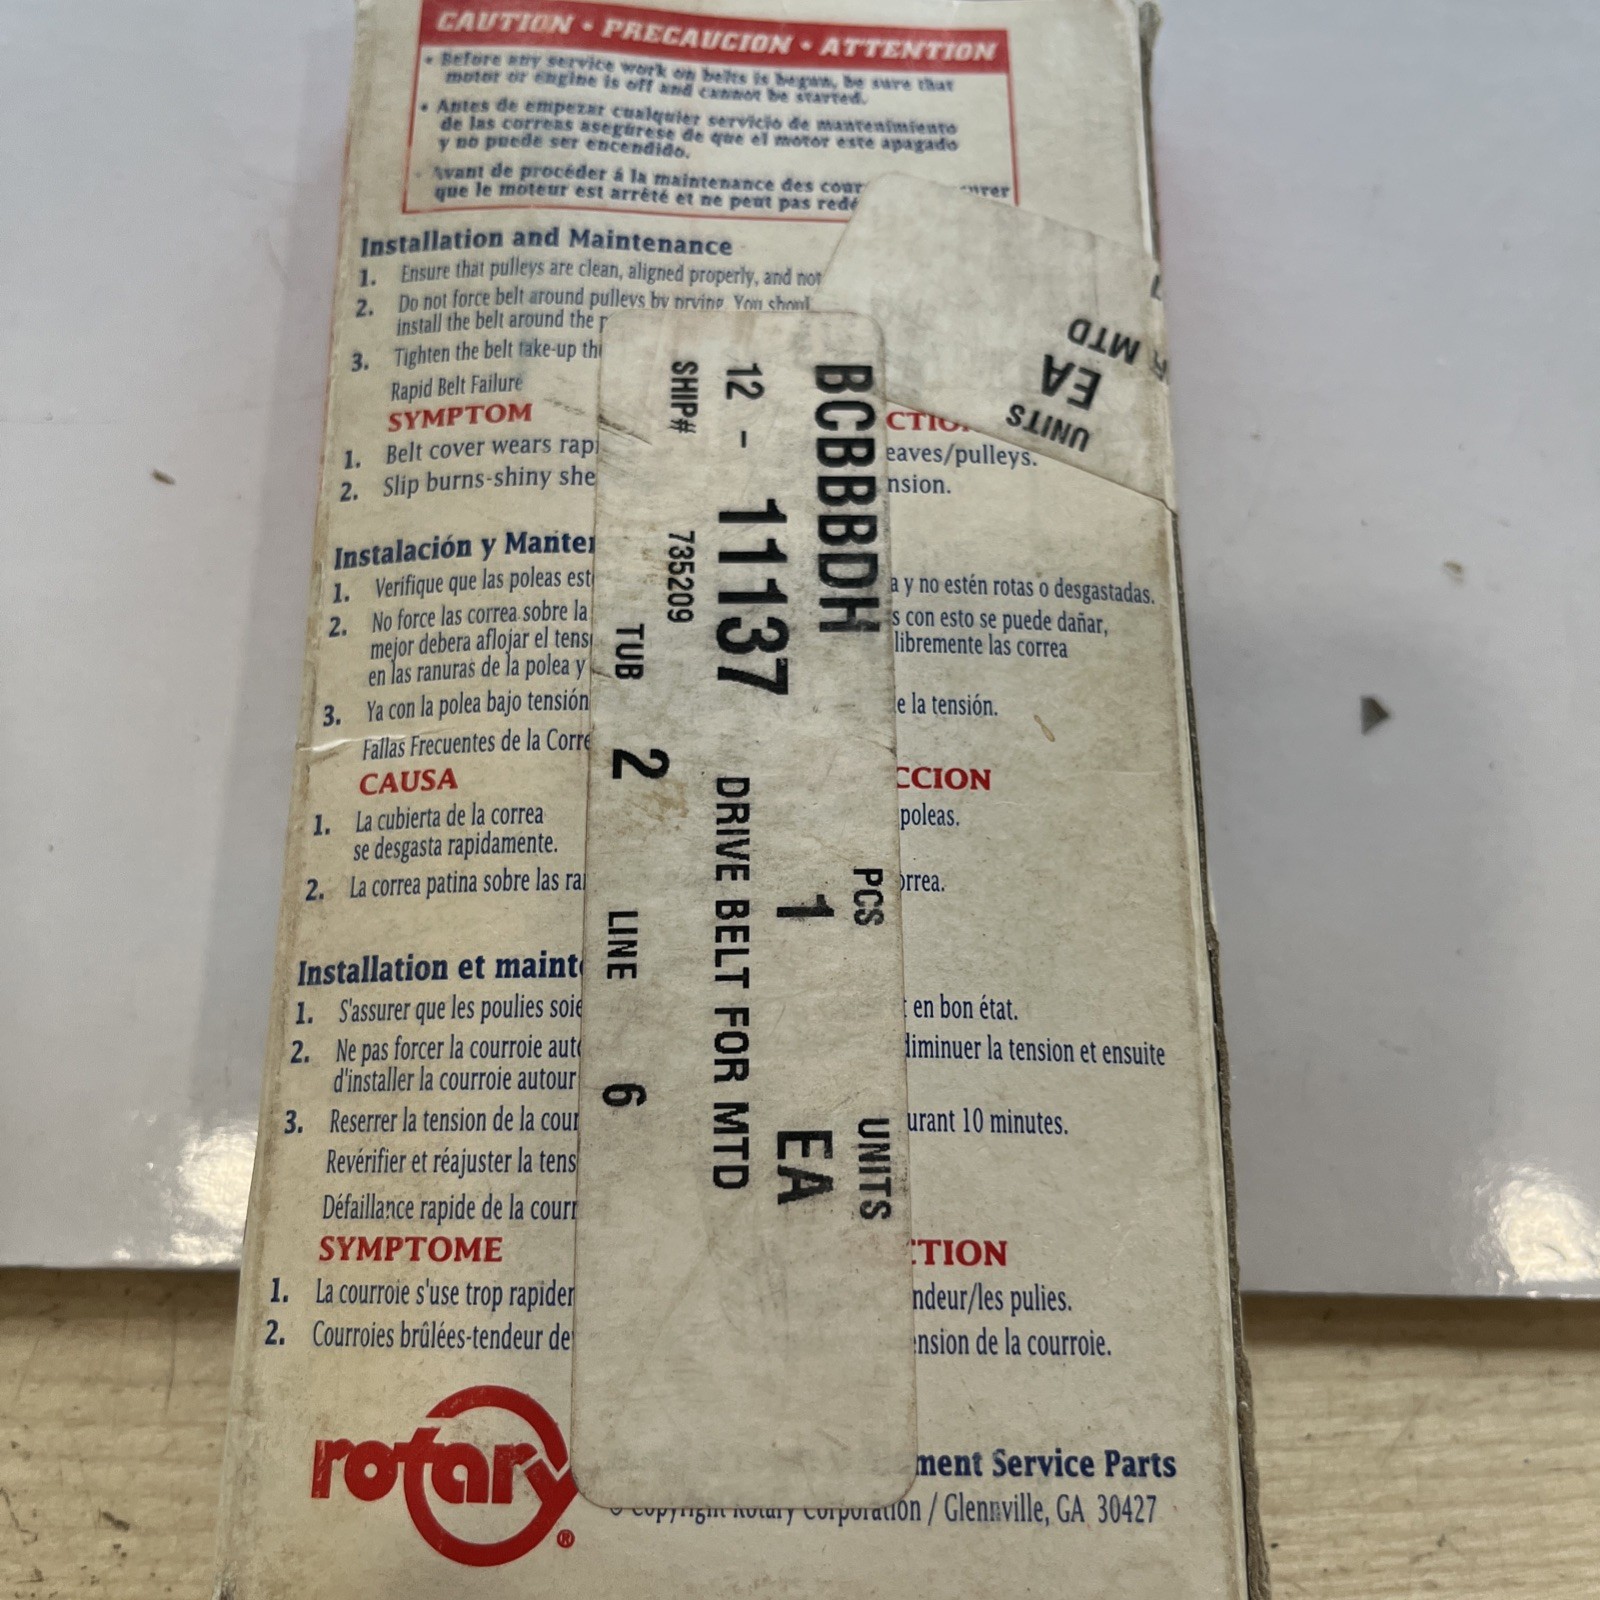 CAUTION • PRECAUCION • ATTENTION
• Before any service work on belts is began, be sure that
motor or engine is off and cannot be started.
• Antes de empezar cualquier servicio de mantenimiento
de las correas asegúrese de que el motor este apagado
y no puede ser encendido.
Avant de procéder á la maintenance des cour
urer
que le moteur est arrêté et ne peut pas redé
Installation and Maintenance
1. Ensure that pulleys are clean, aligned properly, and not
2. Do not force belt around pulleys by prying. You shoul
install the belt around the
3. Tighten the belt take-up th
Rapid Belt Failure
SYMPTOM
CTIO
1. Belt cover wears rap
eaves/pulleys.
2. Slip burns-shiny she
nsion.
Instalación y Mante
1. Verifique que las poleas est
a y no estén rotas o desgastadas.
2. No force las correa sobre la
s con esto se puede dañar,
mejor debera aflojar el tens
libremente las correa
en las ranuras de la polea y
3. Ya con la polea bajo tensión
e la tensión.
Fallas Frecuentes de la Corre
CAUSA
CCION
1. La cubierta de la correa
poleas.
se desgasta rapidamente.
2. La correa patina sobre las ra
orrea.
Installation et maint
1. S'assurer que les poulies soie
en bon état.
2. Ne pas forcer la courroie aut
diminuer la tension et ensuite
d'installer la courroie autour
3. Reserrer la tension de la cour
urant 10 minutes.
Revérifier et réajuster la tens
Défaillance rapide de la courr
SYMPTOME
CTION
1. La courroie s'use trop rapider
ndeur/les pulies.
2. Courroies brûlées-tendeur de
ension de la courroie.
rotary®
ment Service Parts
© Copyright Rotary Corporation / Glennville, GA 30427
BCBBBBDH PCS UNITS
12 - 11137 1 EA
DRIVE BELT FOR MTD
SHIP# 735209
TUB 2 LINE 6
UNITS
EA
R MTD